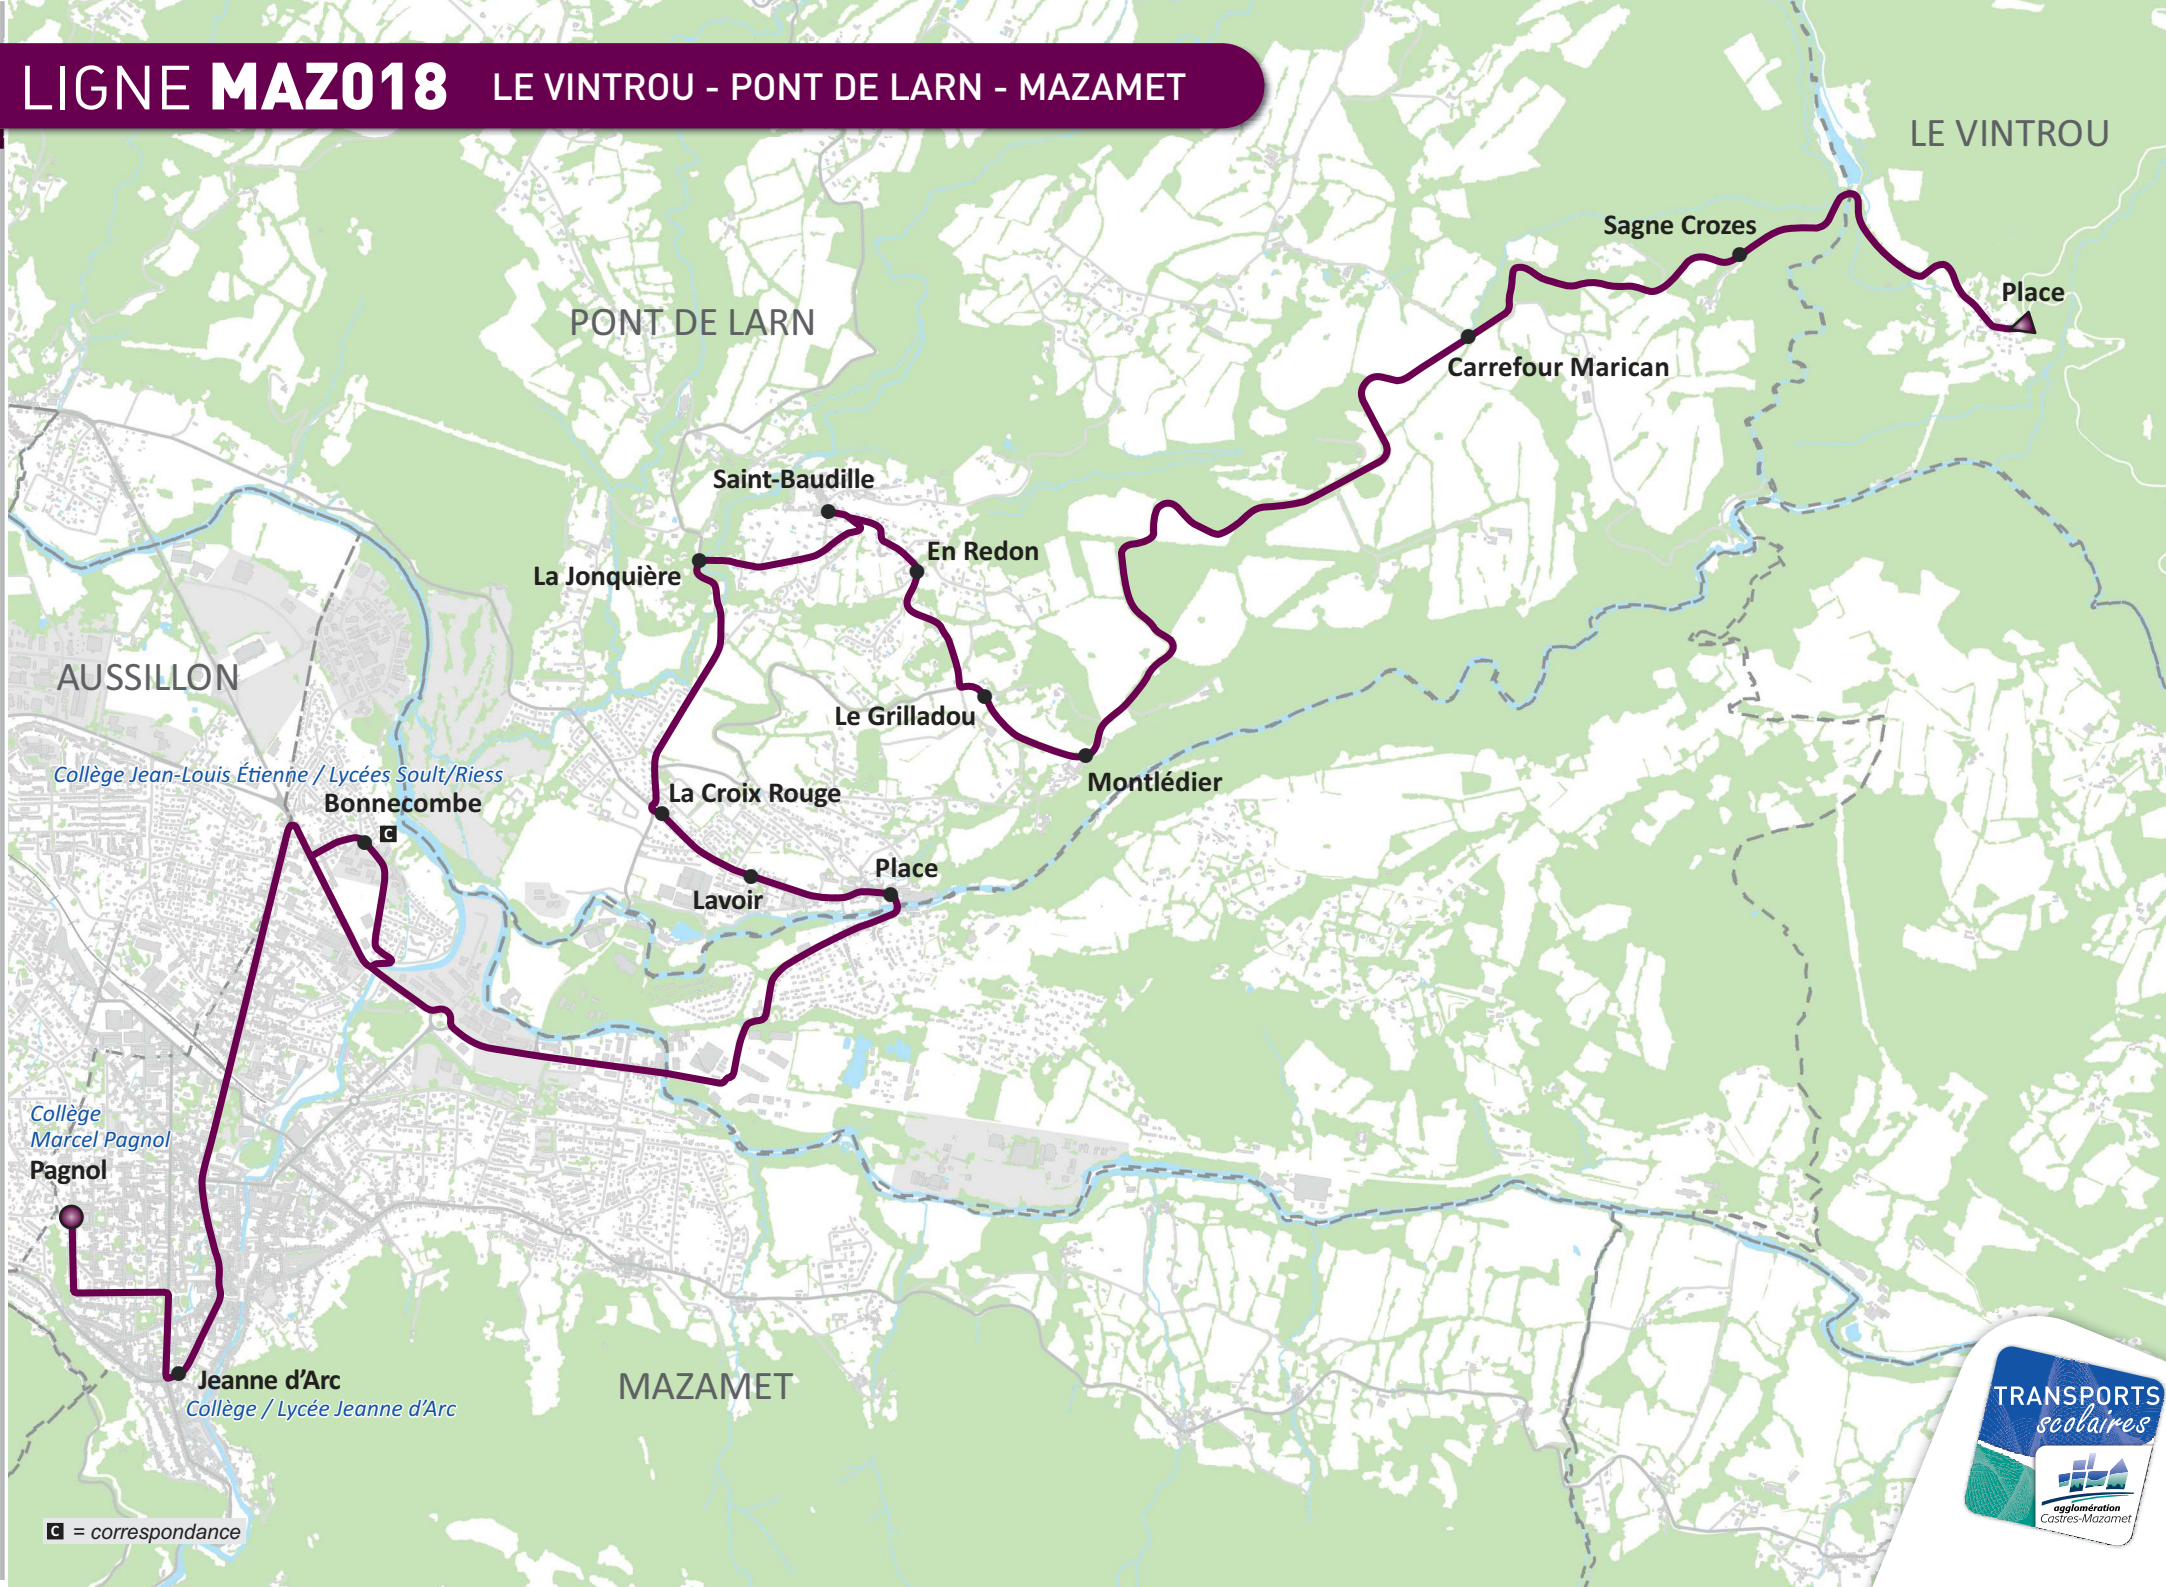 LIGNE MAZ018 LE VINTROU - PONT DE LARN - MAZAMET
LE VINTROU
Sagne Crozes
Place
PONT DE LARN
Carrefour Marican
Saint-Baudille
En Redon
La Jonquière
AUSSILLON
Le Grilladou
Collège Jean-Louis Étienne / Lycées Soult/Riess
Bonnecombe
C
Montlédier
La Croix Rouge
Place
Lavoir
Collège
Marcel Pagnol
Pagnol
Jeanne d'Arc
Collège / Lycée Jeanne d'Arc
MAZAMET
TRANSPORTS
scolaires
agglomération
Castres-Mazamet
C = correspondance